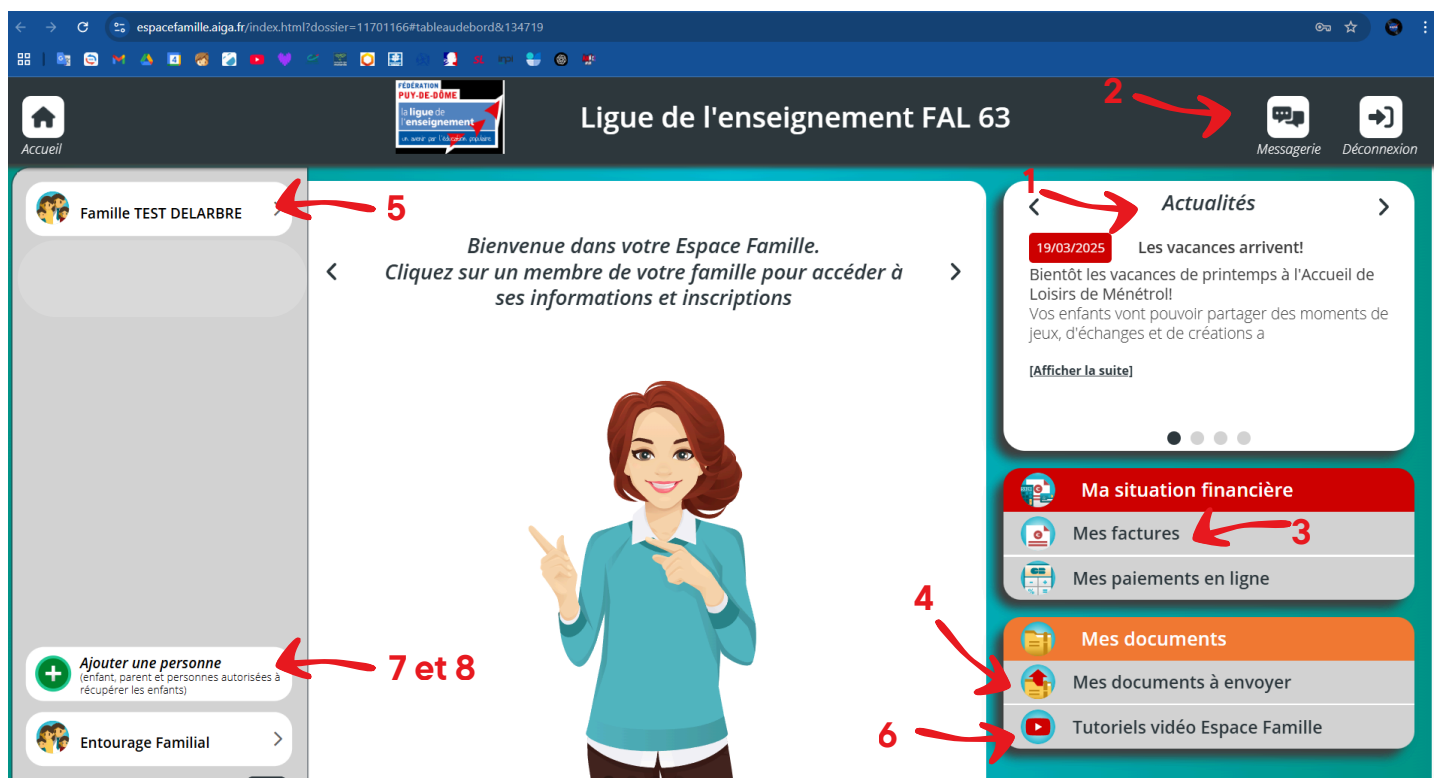 espacefamille.aiga.fr/index.html?dossier=11701166#tableaudebord&134719
FÉDÉRATION
PUY-DE-DÔME
la ligue de
l'enseignement
un avenir par l'éducation populaire
Ligue de l'enseignement FAL 63
2
Accueil
Messagerie
Déconnexion
Famille TEST DELARBRE
5
Bienvenue dans votre Espace Famille.
Cliquez sur un membre de votre famille pour accéder à
ses informations et inscriptions
1
Actualités
19/03/2025
Les vacances arrivent!
Bientôt les vacances de printemps à l'Accueil de
Loisirs de Ménétrol!
Vos enfants vont pouvoir partager des moments de
jeux, d'échanges et de créations a
[Afficher la suite]
Ma situation financière
Mes factures
3
Mes paiements en ligne
4
Mes documents
Mes documents à envoyer
6
Tutoriels vidéo Espace Famille
Ajouter une personne
(enfant, parent et personnes autorisées à
récupérer les enfants)
7 et 8
Entourage Familial